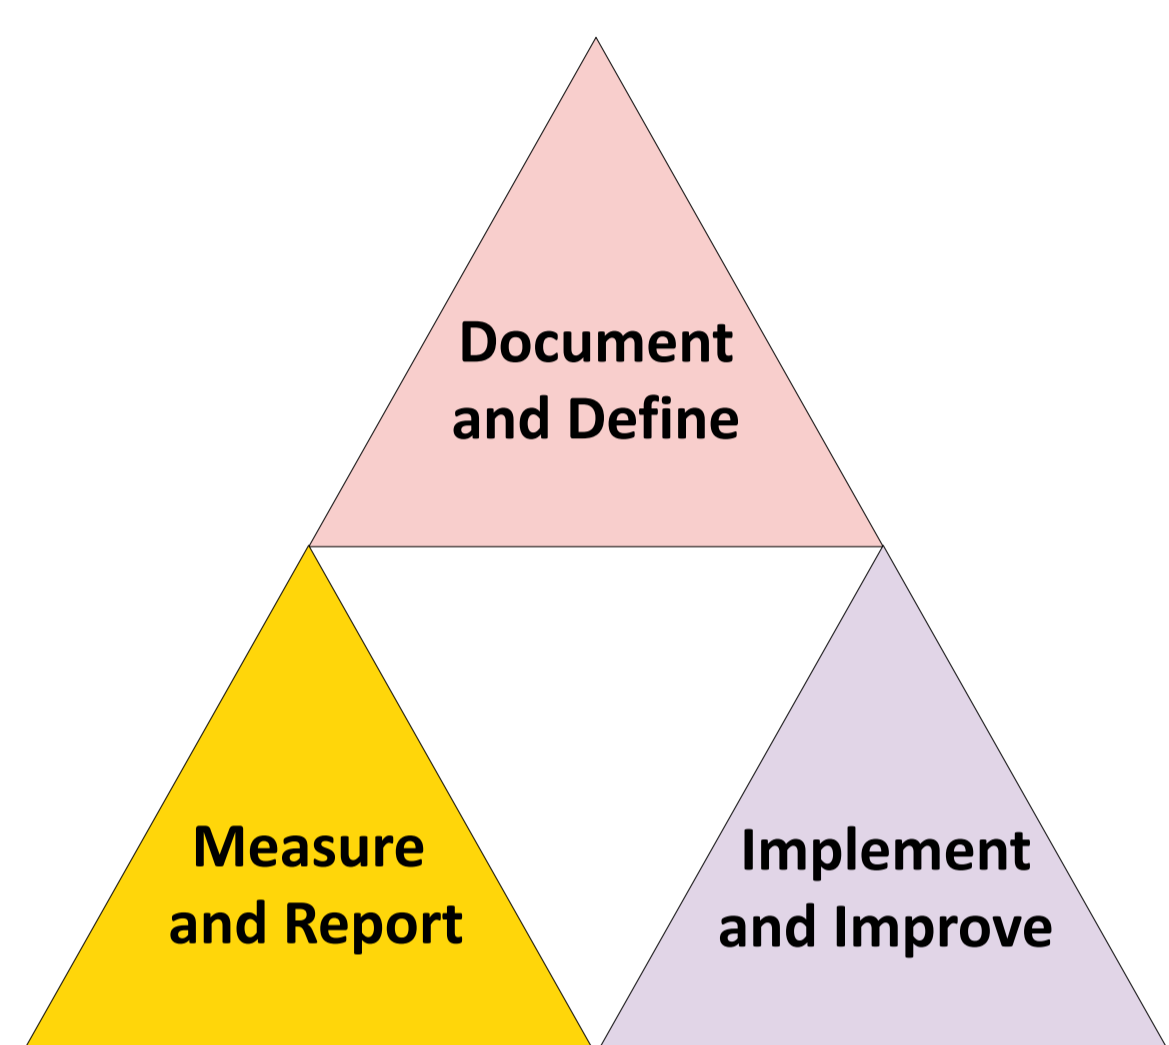 Document
and Define
Measure
and Report
Implement
and Improve